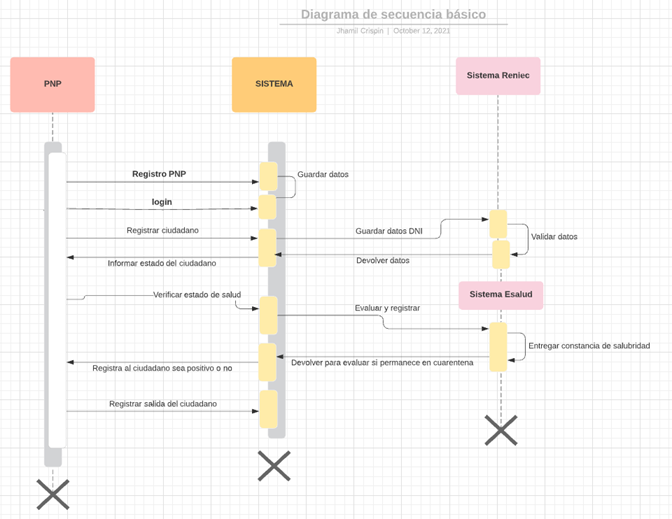 Diagrama de secuencia básico
Jhamil Crispin | October 12, 2021
PNP
SISTEMA
Sistema Reniec
Registro PNP
Guardar datos
login
Registrar ciudadano
Guardar datos DNI
Validar datos
Informar estado del ciudadano
Devolver datos
Verificar estado de salud
Sistema Esalud
Evaluar y registrar
Entregar constancia de salubridad
Registra al ciudadano sea positivo o no
Devolver para evaluar si permanece en cuarentena
Registrar salida del ciudadano